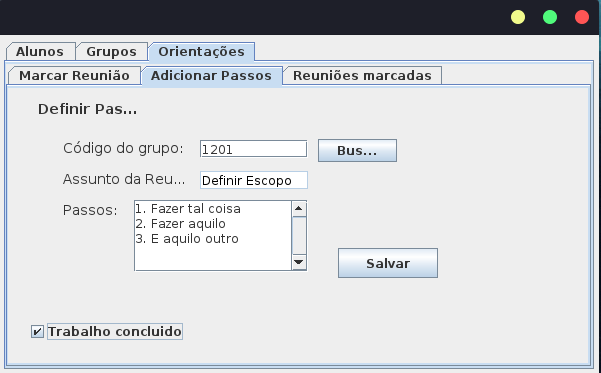 Alunos Grupos Orientações
Marcar Reunião Adicionar Passos Reuniões marcadas
Definir Pas...
Código do grupo: 1201 Bus...
Assunto da Reu... Definir Escopo
Passos: 1. Fazer tal coisa
2. Fazer aquilo
3. E aquilo outro
Salvar
Trabalho concluido